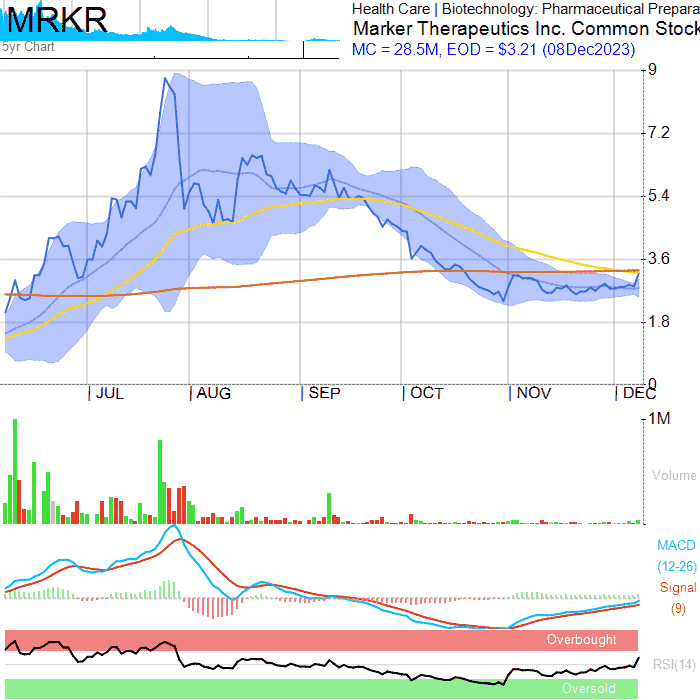 MRKR
5yr Chart
Health Care | Biotechnology: Pharmaceutical Prepara
Marker Therapeutics Inc. Common Stock
MC = 28.5M, EOD = $3.21 (08Dec2023)
9
7.2
5.4
3.6
1.8
0
JUL
AUG
SEP
OCT
NOV
DEC
1M
Volume
MACD
(12-26)
Signal
(9)
Overbought
RSI(14)
Oversold